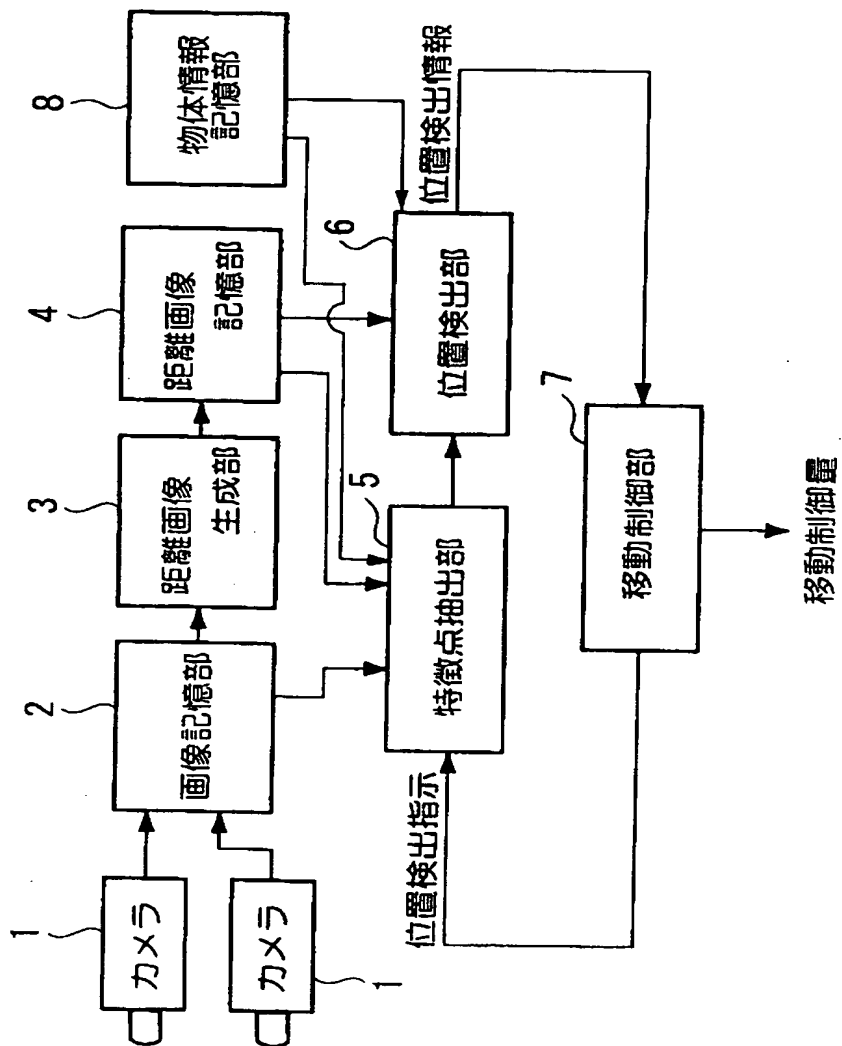 1
カメラ
カメラ
1
2
画像記憶部
3
距離画像
生成部
4
距離画像
記憶部
8
物体情報
記憶部
5
特徴点抽出部
6
位置検出部
位置検出情報
位置検出指示
7
移動制御部
移動制御量